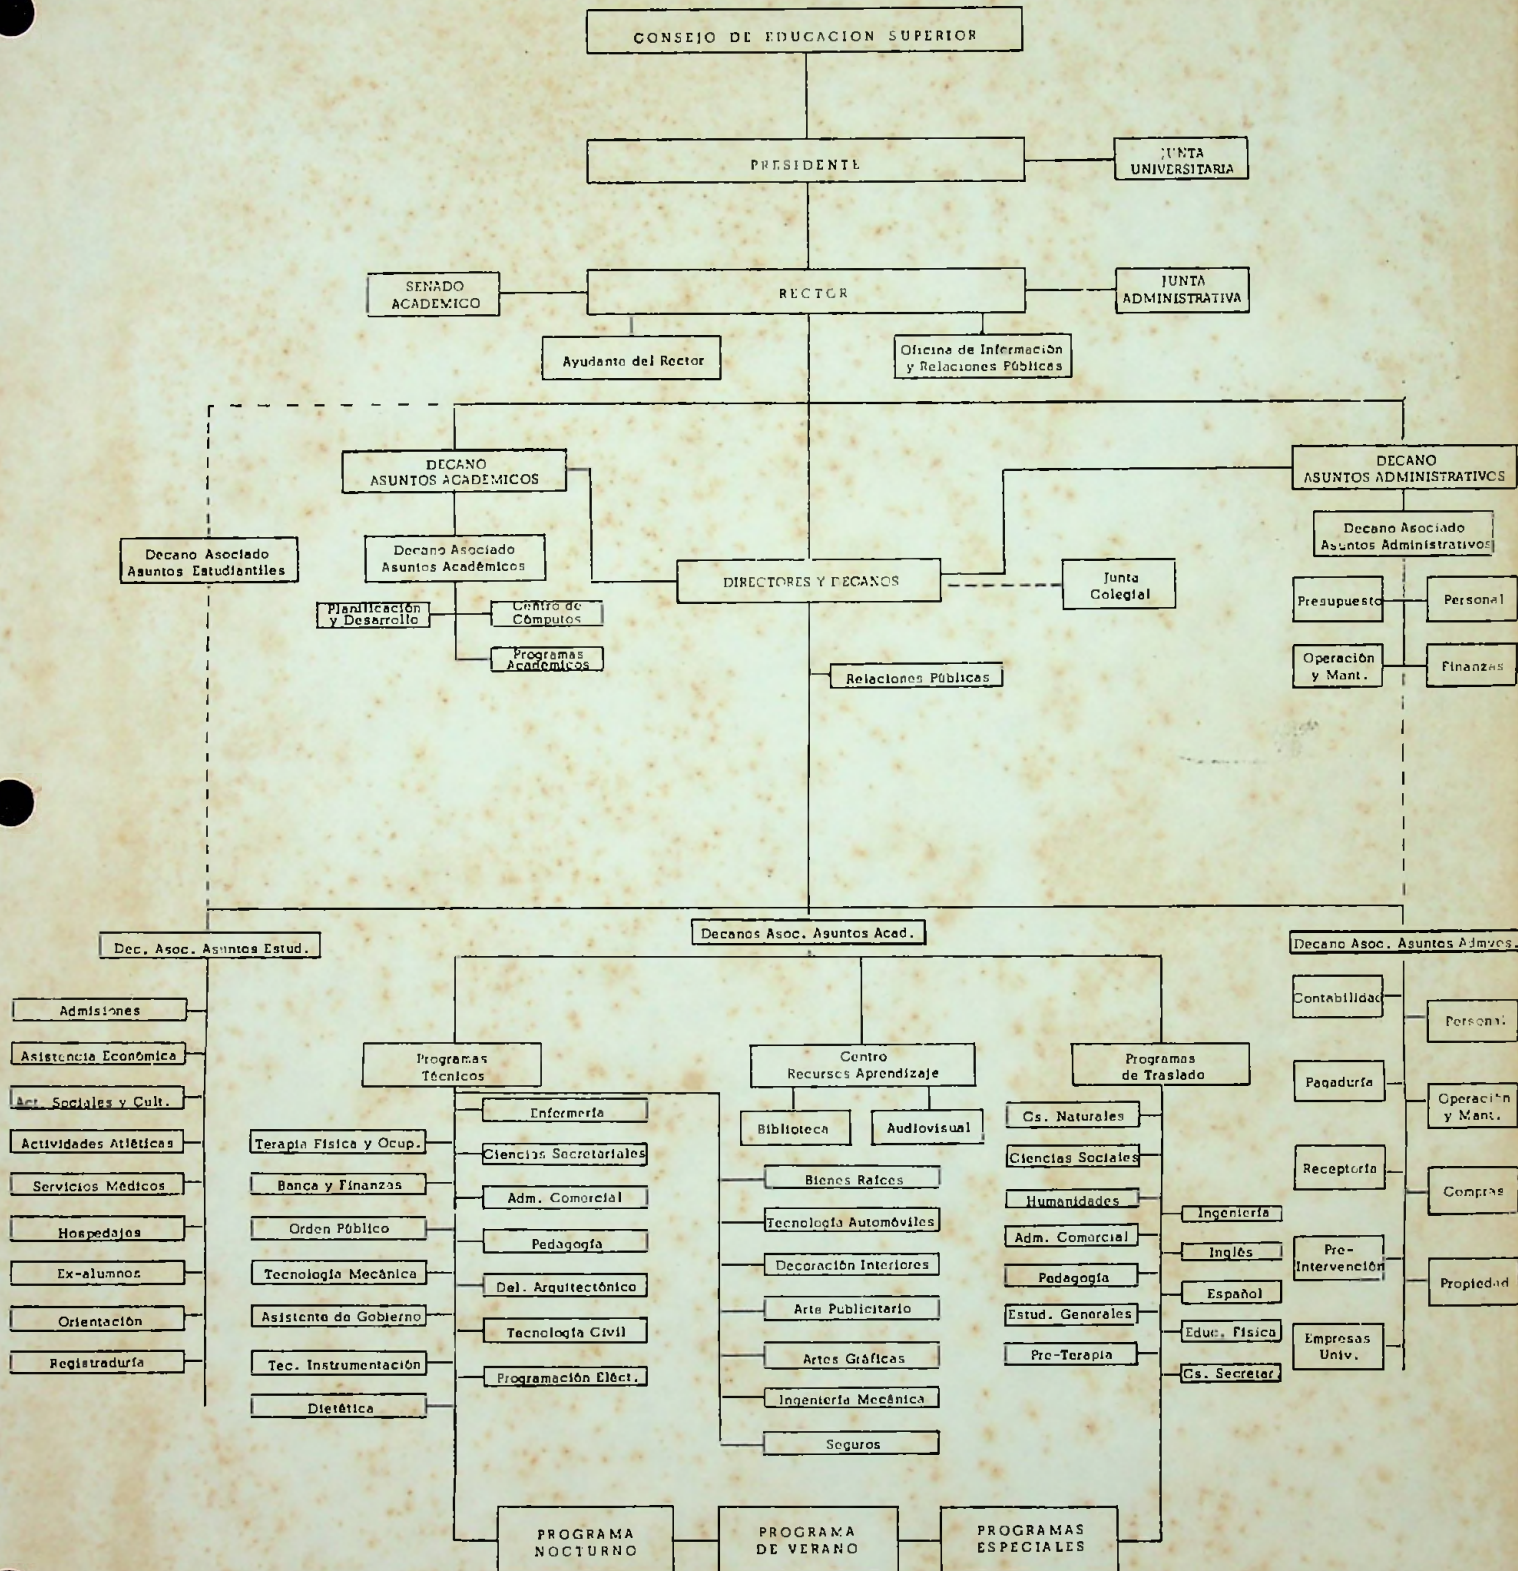 CONSEJO DE EDUCACION SUPERIOR
PRESIDENTE
JUNTA
UNIVERSITARIA
SENADO
ACADEMICO
RECTOR
JUNTA
ADMINISTRATIVA
Ayudante del Rector
Oficina de Información
y Relaciones Públicas
DECANO
ASUNTOS ACADEMICOS
DECANO
ASUNTOS ADMINISTRATIVOS
Decano Asociado
Asuntos Estudiantiles
Decano Asociado
Asuntos Académicos
DIRECTORES Y DECANOS
Junta
Colegial
Decano Asociado
Asuntos Administrativos
Planificación
y Desarrollo
Centro de
Cómputos
Programas
Académicos
Presupuesto
Personal
Operación
y Mant.
Finanzas
Relaciones Públicas
Dec. Asoc. Asuntos Estud.
Decanos Asoc. Asuntos Acad.
Decano Asoc. Asuntos Admvos.
Admisiones
Asistencia Económica
Act. Sociales y Cult.
Actividades Atléticas
Servicios Médicos
Hospedajes
Ex-alumnos
Orientación
Registraduría
Programas
Técnicos
Enfermería
Terapia Física y Ocup.
Ciencias Secretariales
Banca y Finanzas
Adm. Comercial
Orden Público
Pedagogía
Tecnología Mecánica
Del. Arquitectónico
Asistente de Gobierno
Tecnología Civil
Tec. Instrumentación
Programación Eléct.
Dietética
Centro
Recursos Aprendizaje
Biblioteca
Audiovisual
Bienes Raíces
Tecnología Automóviles
Decoración Interiores
Arte Publicitario
Artes Gráficas
Ingeniería Mecánica
Seguros
Programas
de Traslado
Cs. Naturales
Ciencias Sociales
Humanidades
Ingeniería
Adm. Comercial
Inglés
Pedagogía
Español
Estud. Generales
Educ. Física
Pre-Terapia
Cs. Secretar.
Contabilidad
Personal
Pagaduría
Operación
y Mant.
Receptoría
Compras
Pre-
Intervención
Propiedad
Empresas
Univ.
PROGRAMA
NOCTURNO
PROGRAMA
DE VERANO
PROGRAMAS
ESPECIALES